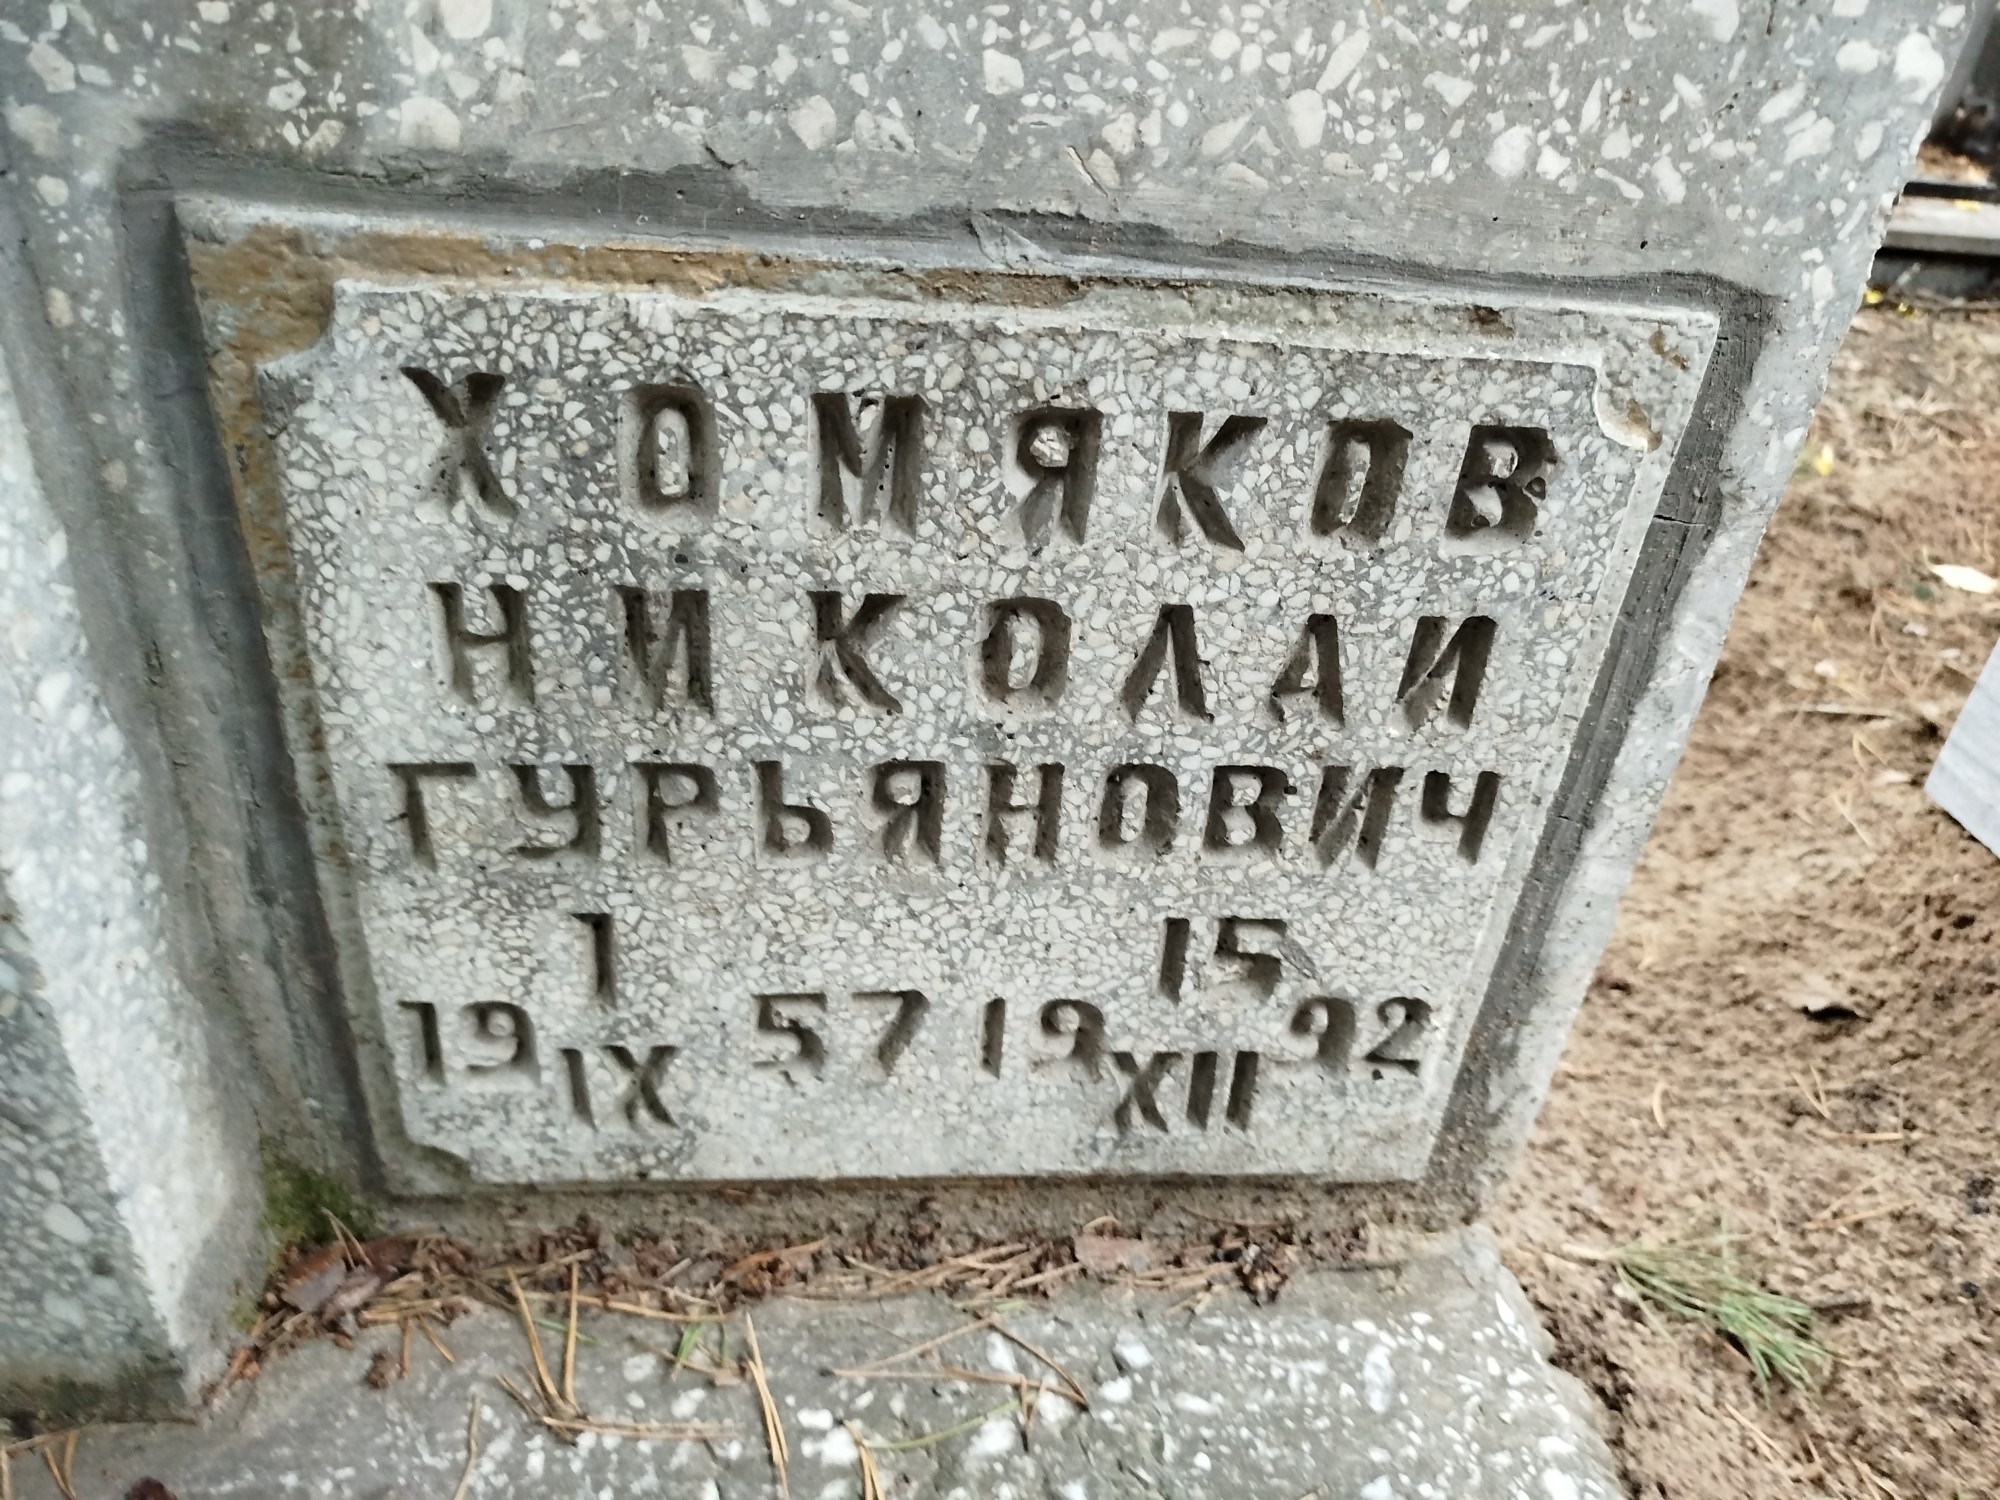 ХОМЯКОВ
НИКОЛАИ
ГУРЬЯНОВИЧ
1 15
19 57 19 92
IX XII